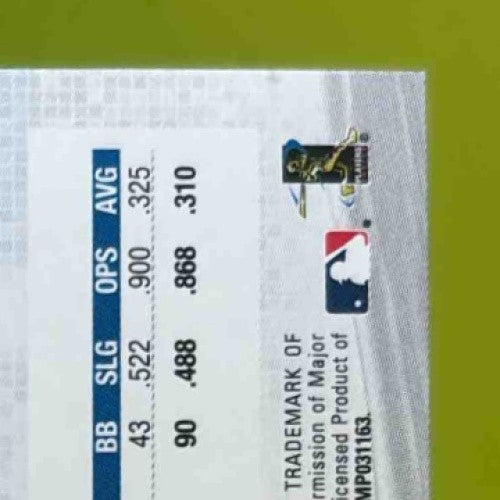 BB SLG OPS AVG
43 .522 .900 .325
90 .488 .868 .310
TRADEMARK OF
mission of Major
icensed Product of
MP031163.